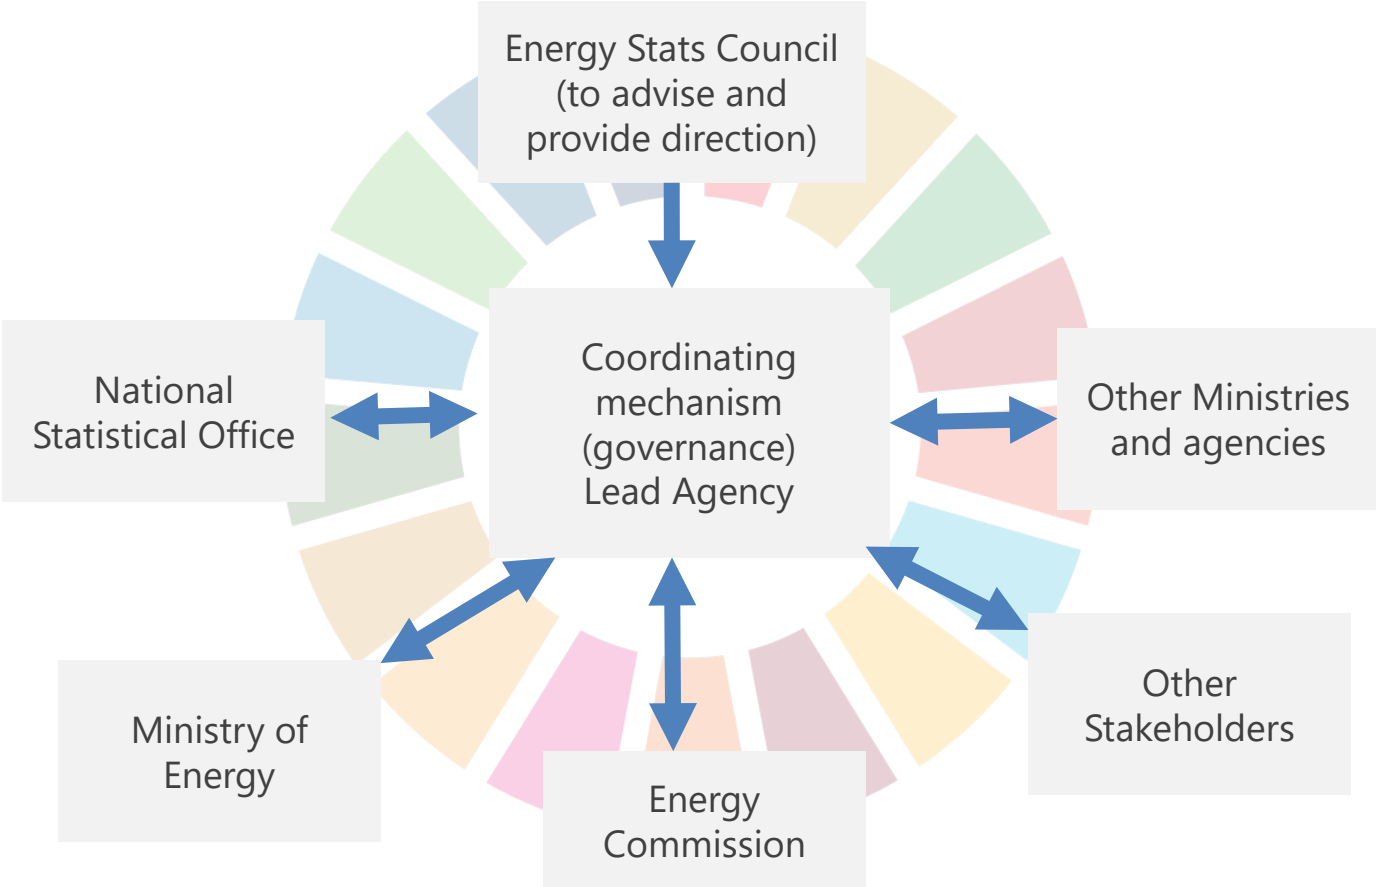 Energy Stats Council
(to advise and
provide direction)
Coordinating
mechanism
(governance)
Lead Agency
National
Statistical Office
Other Ministries
and agencies
Ministry of
Energy
Energy
Commission
Other
Stakeholders